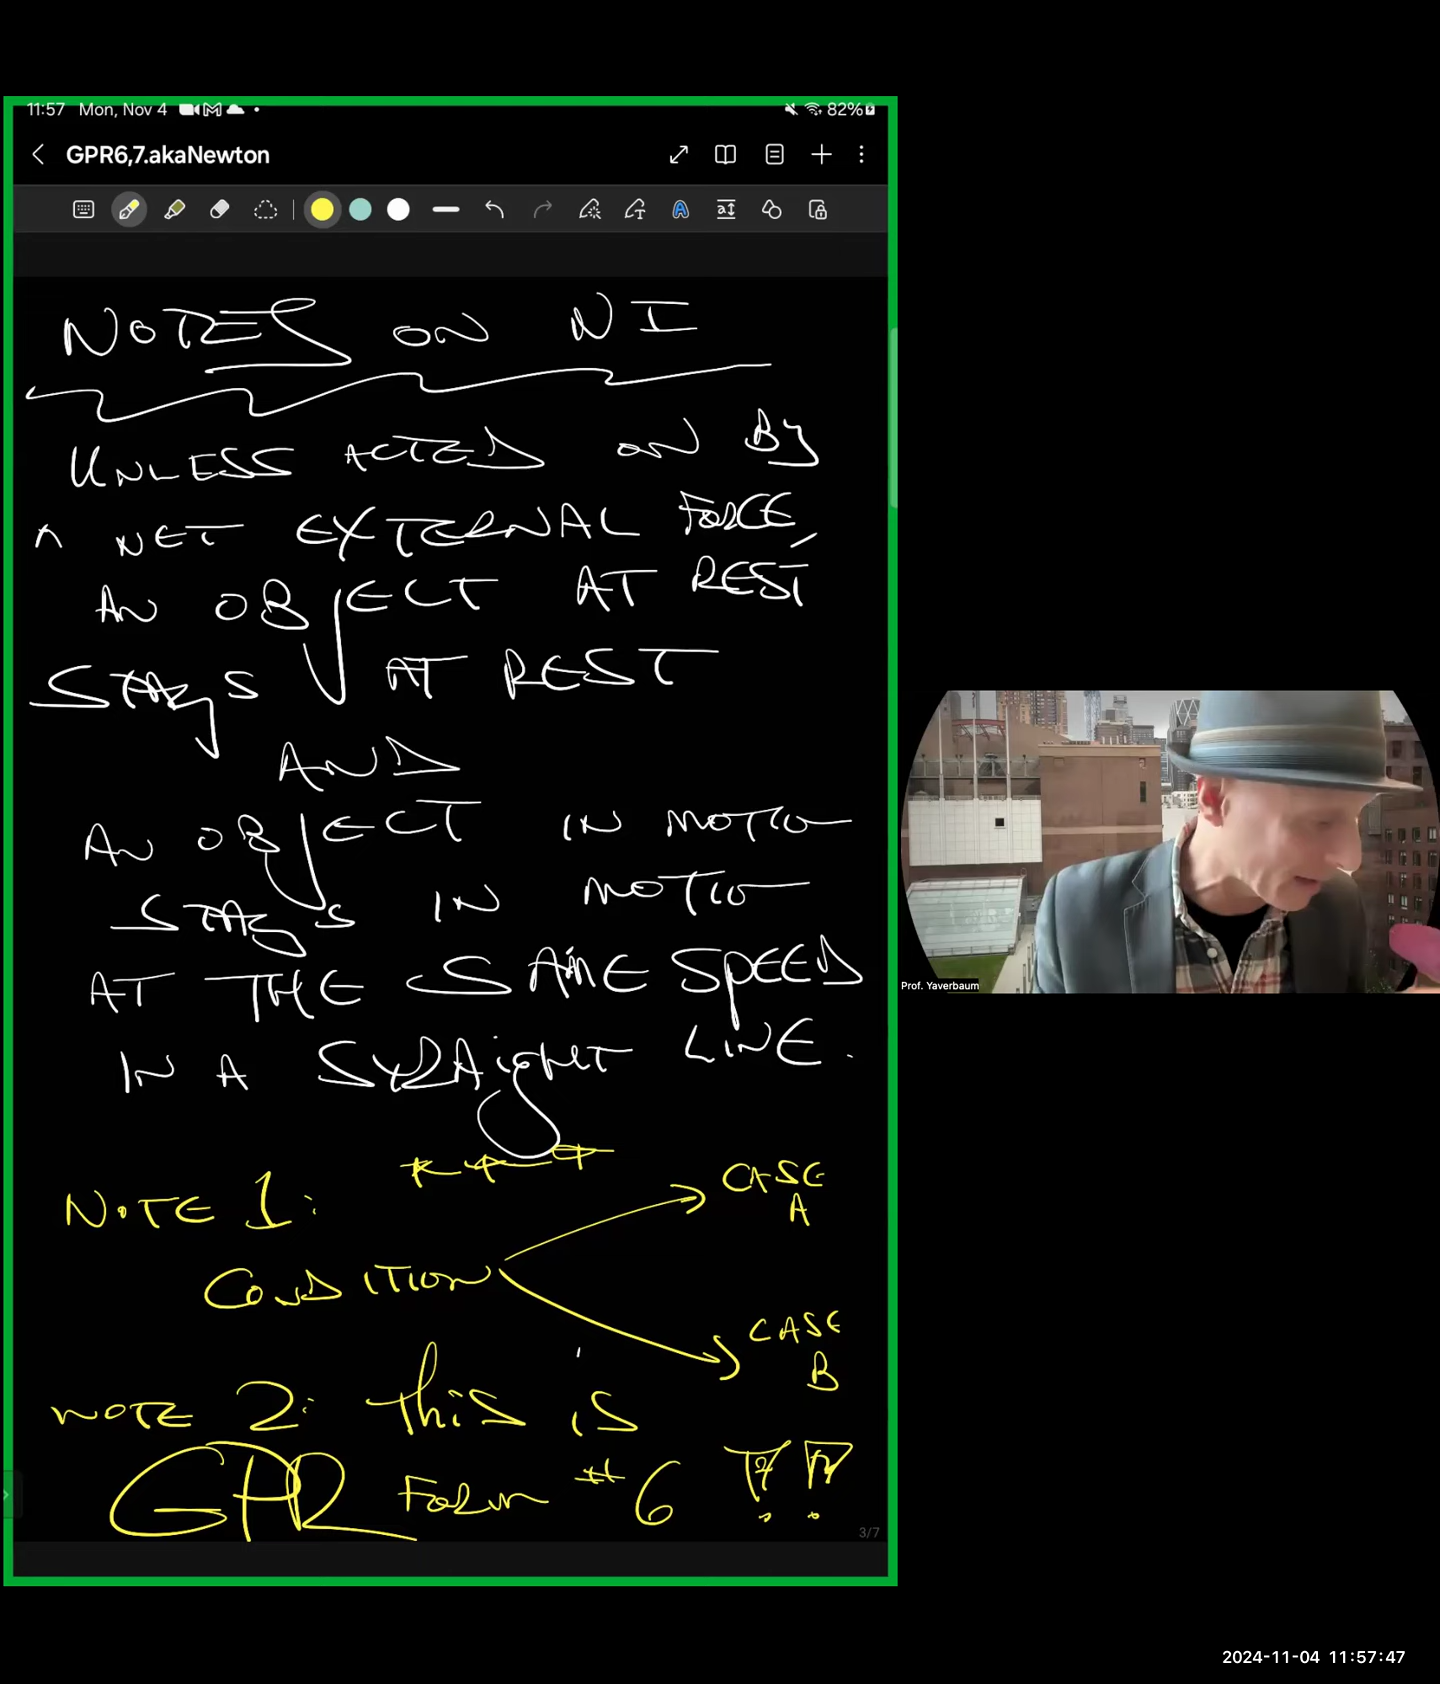 11:57 Mon, Nov 4 82%
GPR6,7.akaNewton
NOTES ON NI
UNLESS ACTED ON BY
A NET EXTERNAL FORCE,
AN OBJECT AT REST
STAYS AT REST
AND
AN OBJECT IN MOTION
STAYS IN MOTION
AT THE SAME SPEED
IN A STRAIGHT LINE.
NOTE 1:
CONDITION
CASE
A
CASE
B
NOTE 2: This is
GPR FORM #6 !!
3/7
Prof. Yaverbaum
2024-11-04 11:57:47